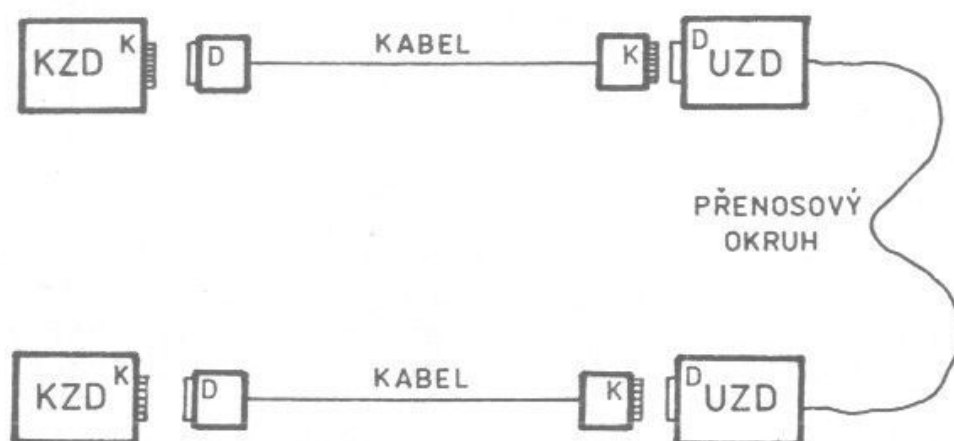 KZD K
D
KABEL
K
D UZD
PŘENOSOVÝ
OKRUH
KZD K
D
KABEL
K
D UZD